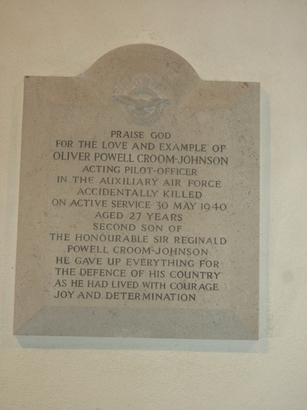 PRAISE GOD
FOR THE LOVE AND EXAMPLE OF
OLIVER POWELL CROOM-JOHNSON
ACTING PILOT-OFFICER
IN THE AUXILIARY AIR FORCE
ACCIDENTALLY KILLED
ON ACTIVE SERVICE 30 MAY 1940
AGED 27 YEARS
SECOND SON OF
THE HONOURABLE SIR REGINALD
POWELL CROOM-JOHNSON
HE GAVE UP EVERYTHING FOR
THE DEFENCE OF HIS COUNTRY
AS HE HAD LIVED WITH COURAGE
JOY AND DETERMINATION